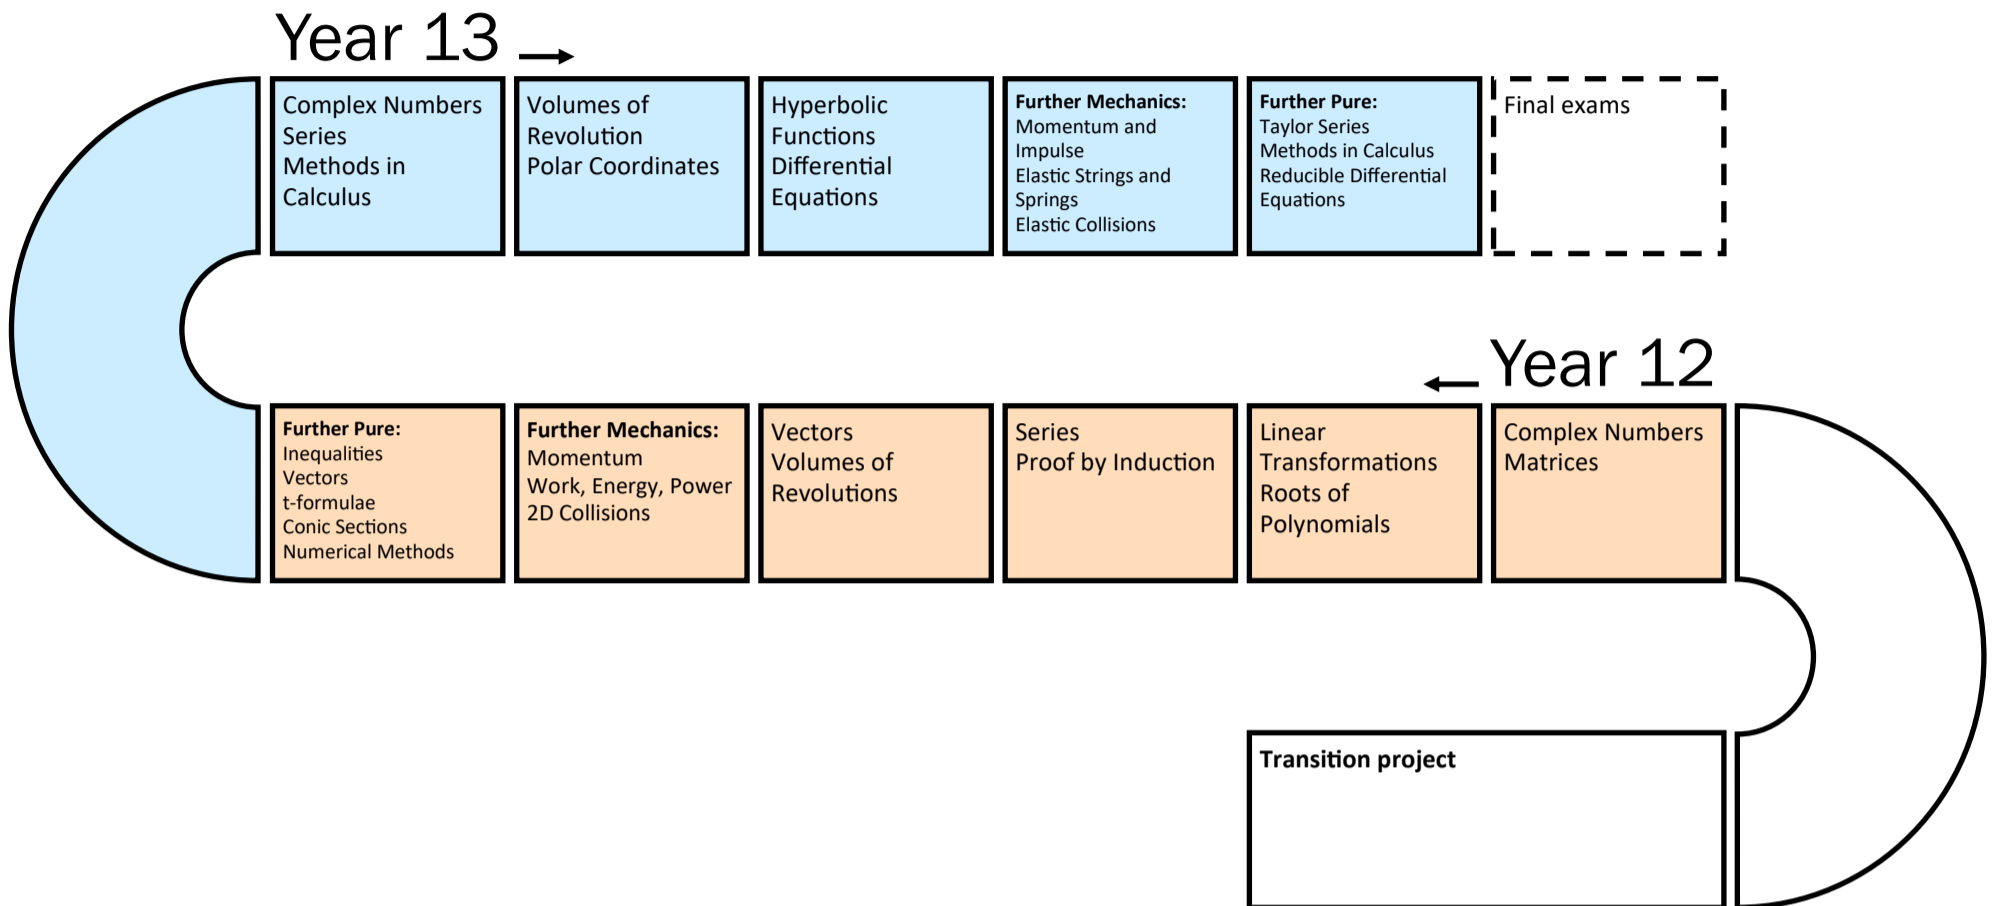 Year 13
Complex Numbers
Series
Methods in
Calculus
Volumes of
Revolution
Polar Coordinates
Hyperbolic
Functions
Differential
Equations
Further Mechanics:
Momentum and
Impulse
Elastic Strings and
Springs
Elastic Collisions
Further Pure:
Taylor Series
Methods in Calculus
Reducible Differential
Equations
Final exams
Year 12
Further Pure:
Inequalities
Vectors
t-formulae
Conic Sections
Numerical Methods
Further Mechanics:
Momentum
Work, Energy, Power
2D Collisions
Vectors
Volumes of
Revolutions
Series
Proof by Induction
Linear
Transformations
Roots of
Polynomials
Complex Numbers
Matrices
Transition project